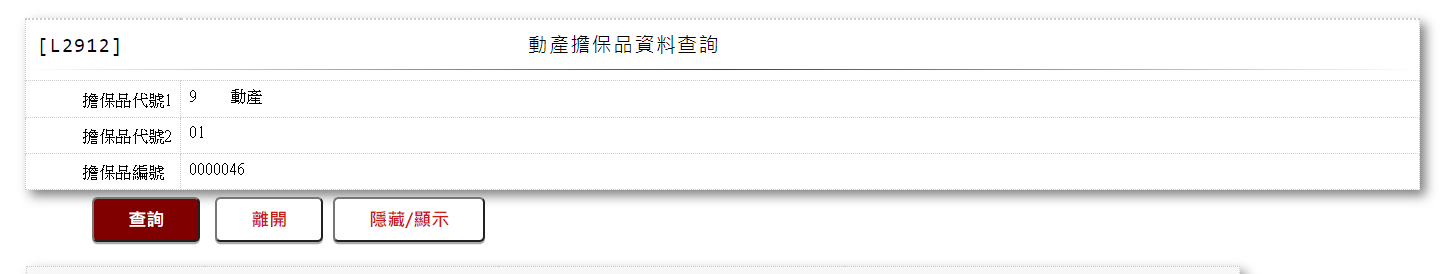 [L2912] 動產擔保品資料查詢
擔保品代號1 9 動產
擔保品代號2 01
擔保品編號 0000046
查詢 離開 隱藏/顯示